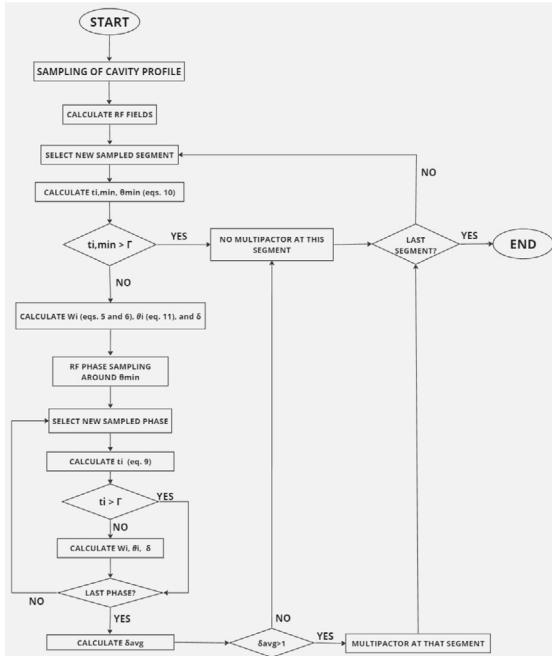 START
SAMPLING OF CAVITY PROFILE
CALCULATE RF FIELDS
SELECT NEW SAMPLED SEGMENT
NO
CALCULATE ti,min, θmin (eqs. 10)
ti,min > Γ
YES
NO MULTIPACTOR AT THIS
SEGMENT
LAST
SEGMENT?
YES
END
NO
CALCULATE Wi (eqs. 5 and 6), θi (eq. 11), and δ
RF PHASE SAMPLING
AROUND θmin
SELECT NEW SAMPLED PHASE
CALCULATE ti (eq. 9)
ti > Γ
YES
NO
CALCULATE Wi, θi, δ
LAST PHASE?
NO
YES
CALCULATE δavg
δavg>1
NO
YES
MULTIPACTOR AT THAT SEGMENT